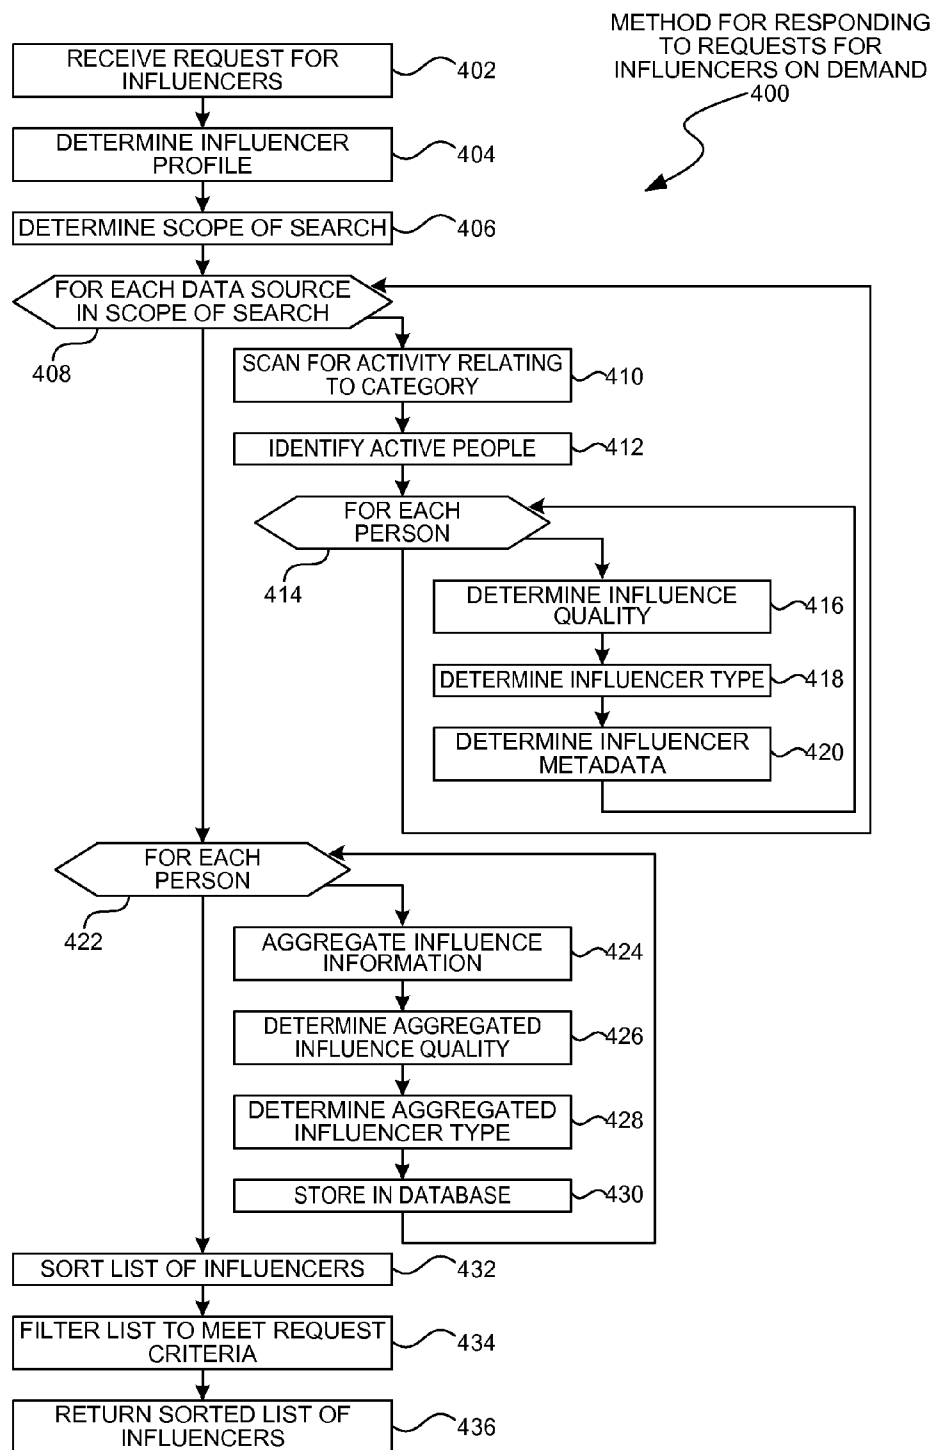 METHOD FOR RESPONDING
TO REQUESTS FOR
INFLUENCERS ON DEMAND
400
RECEIVE REQUEST FOR
INFLUENCERS
402
DETERMINE INFLUENCER
PROFILE
404
DETERMINE SCOPE OF SEARCH
406
FOR EACH DATA SOURCE
IN SCOPE OF SEARCH
408
SCAN FOR ACTIVITY RELATING
TO CATEGORY
410
IDENTIFY ACTIVE PEOPLE
412
FOR EACH
PERSON
414
DETERMINE INFLUENCE
QUALITY
416
DETERMINE INFLUENCER TYPE
418
DETERMINE INFLUENCER
METADATA
420
FOR EACH
PERSON
422
AGGREGATE INFLUENCE
INFORMATION
424
DETERMINE AGGREGATED
INFLUENCE QUALITY
426
DETERMINE AGGREGATED
INFLUENCER TYPE
428
STORE IN DATABASE
430
SORT LIST OF INFLUENCERS
432
FILTER LIST TO MEET REQUEST
CRITERIA
434
RETURN SORTED LIST OF
INFLUENCERS
436